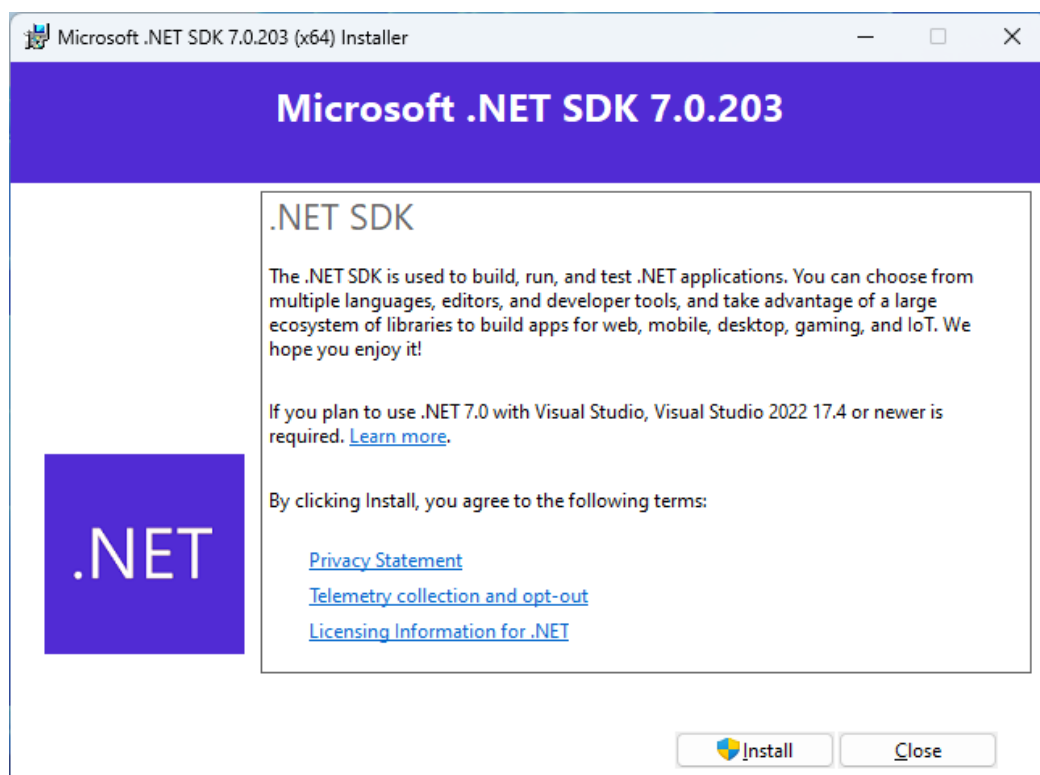 Microsoft .NET SDK 7.0.203 (x64) Installer
Microsoft .NET SDK 7.0.203
.NET SDK
The .NET SDK is used to build, run, and test .NET applications. You can choose from
multiple languages, editors, and developer tools, and take advantage of a large
ecosystem of libraries to build apps for web, mobile, desktop, gaming, and IoT. We
hope you enjoy it!
If you plan to use .NET 7.0 with Visual Studio, Visual Studio 2022 17.4 or newer is
required. Learn more.
By clicking Install, you agree to the following terms:
.NET
Privacy Statement
Telemetry collection and opt-out
Licensing Information for .NET
Install
Close